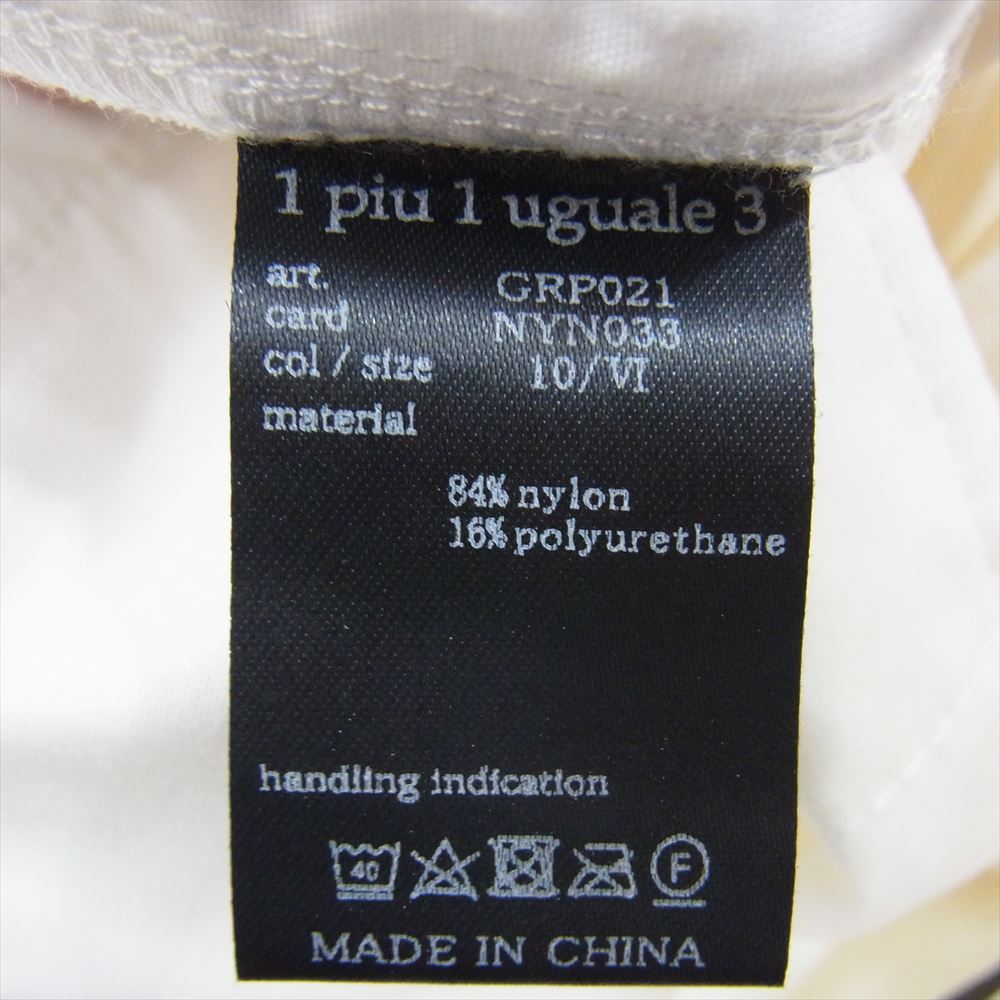 1 piu 1 uguale 3
art. GRP021
card NYN033
col / size 10/VI
material
84% nylon
16% polyurethane
handling indication
40 F
MADE IN CHINA